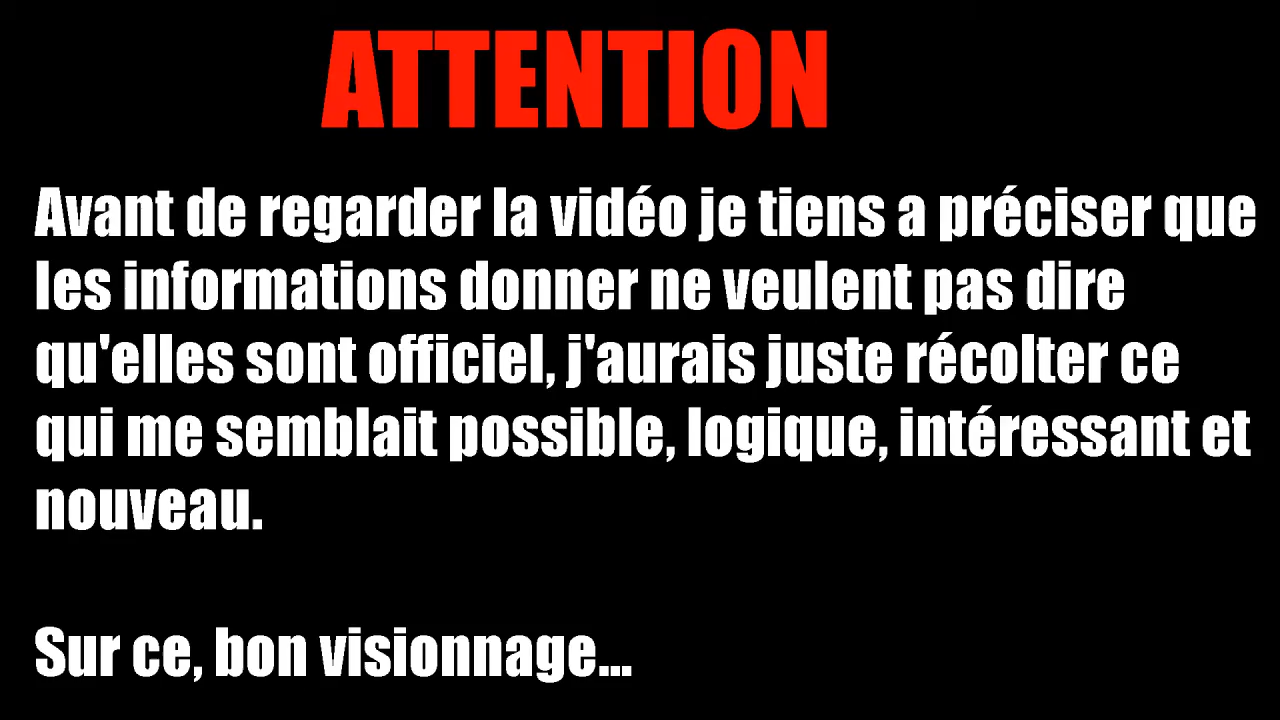 ATTENTION
Avant de regarder la vidéo je tiens a préciser que
les informations donner ne veulent pas dire
qu'elles sont officiel, j'aurais juste récolter ce
qui me semblait possible, logique, intéressant et
nouveau.
Sur ce, bon visionnage...